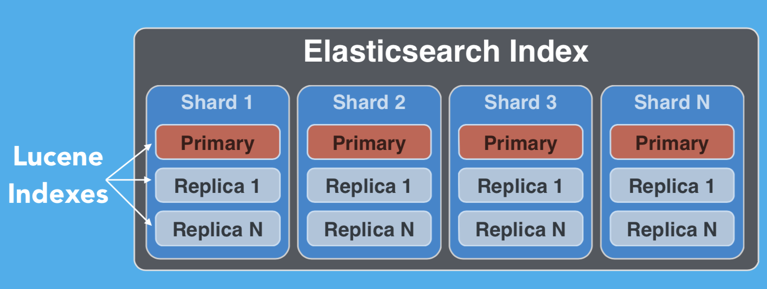 Elasticsearch Index
Shard 1 Shard 2 Shard 3 Shard N
Primary Primary Primary Primary
Lucene
Indexes
Replica 1 Replica 1 Replica 1 Replica 1
Replica N Replica N Replica N Replica N